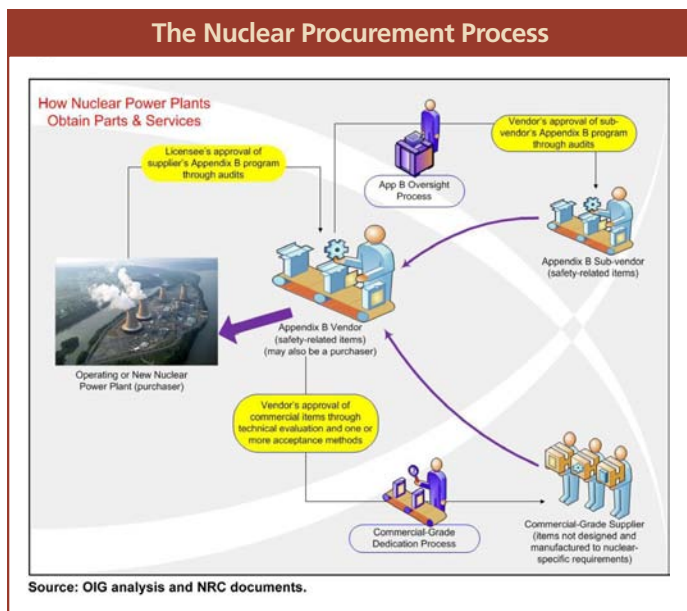 The Nuclear Procurement Process
How Nuclear Power Plants
Obtain Parts & Services
Licensee's approval of
supplier's Appendix B program
through audits
App B Oversight
Process
Vendor's approval of sub-
vendor's Appendix B program
through audits
Appendix B Sub-vendor
(safety-related items)
Operating or New Nuclear
Power Plant (purchaser)
Appendix B Vendor
(safety-related items)
(may also be a purchaser)
Vendor's approval of
commercial items through
technical evaluation and one or
more acceptance methods
Commercial-Grade
Dedication Process
Commercial-Grade Supplier
(items not designed and
manufactured to nuclear-
specific requirements)
Source: OIG analysis and NRC documents.